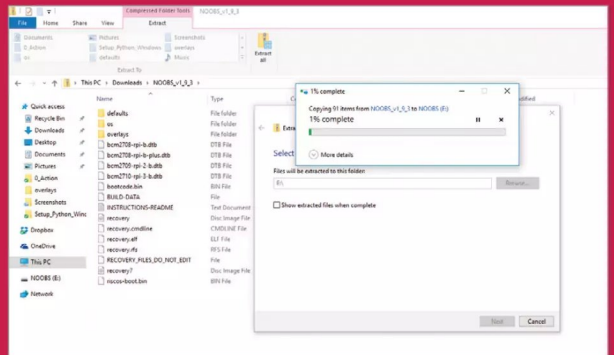 Compressed Folder Tools NOOBS_v1_9_3
File Home Share View Extract
Documents Pictures Screenshots
0_Action Setup_Python_Windows overlays
os defaults Music
Extract all
Extract To
This PC > Downloads > NOOBS_v1_9_3 >
Name Type
Quick access
Recycle Bin
Downloads
Desktop
Documents
Pictures
0_Action
overlays
Screenshots
Setup_Python_Winc
Dropbox
OneDrive
This PC
NOOBS (E:)
Network
defaults File folder
os File folder
overlays File folder
bcm2708-rpi-b.dtb DTB File
bcm2708-rpi-b-plus.dtb DTB File
bcm2709-rpi-2-b.dtb DTB File
bcm2710-rpi-3-b.dtb DTB File
bootcode.bin BIN File
BUILD-DATA File
INSTRUCTIONS-README Text Document
recovery Disc Image File
recovery.cmdline CMDLINE File
recovery.elf ELF File
recovery.rfs RFS File
RECOVERY_FILES_DO_NOT_EDIT File
recovery7 Disc Image File
riscos-boot.bin BIN File
1% complete
Copying 91 items from NOOBS_v1_9_3 to NOOBS (E:)
1% complete
More details
Select
Files will be extracted to this folder:
E:\
Browse...
Show extracted files when complete
Next Cancel